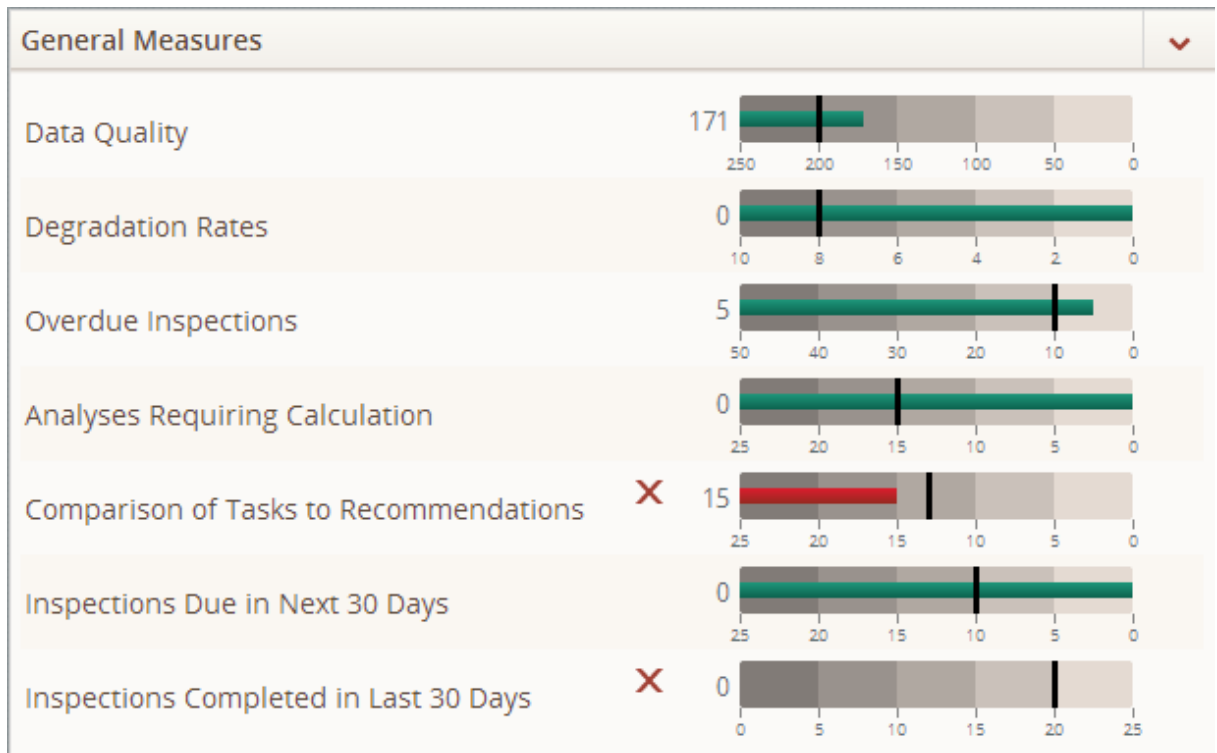 General Measures
Data Quality
171
250 200 150 100 50 0
Degradation Rates
0
10 8 6 4 2 0
Overdue Inspections
5
50 40 30 20 10 0
Analyses Requiring Calculation
0
25 20 15 10 5 0
Comparison of Tasks to Recommendations
15
25 20 15 10 5 0
Inspections Due in Next 30 Days
0
25 20 15 10 5 0
Inspections Completed in Last 30 Days
0
0 5 10 15 20 25